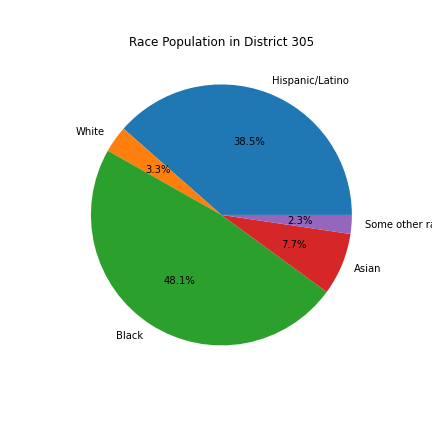 Race Population in District 305
Hispanic/Latino
38.5%
White
3.3%
Black
48.1%
Asian
7.7%
Some other
2.3%